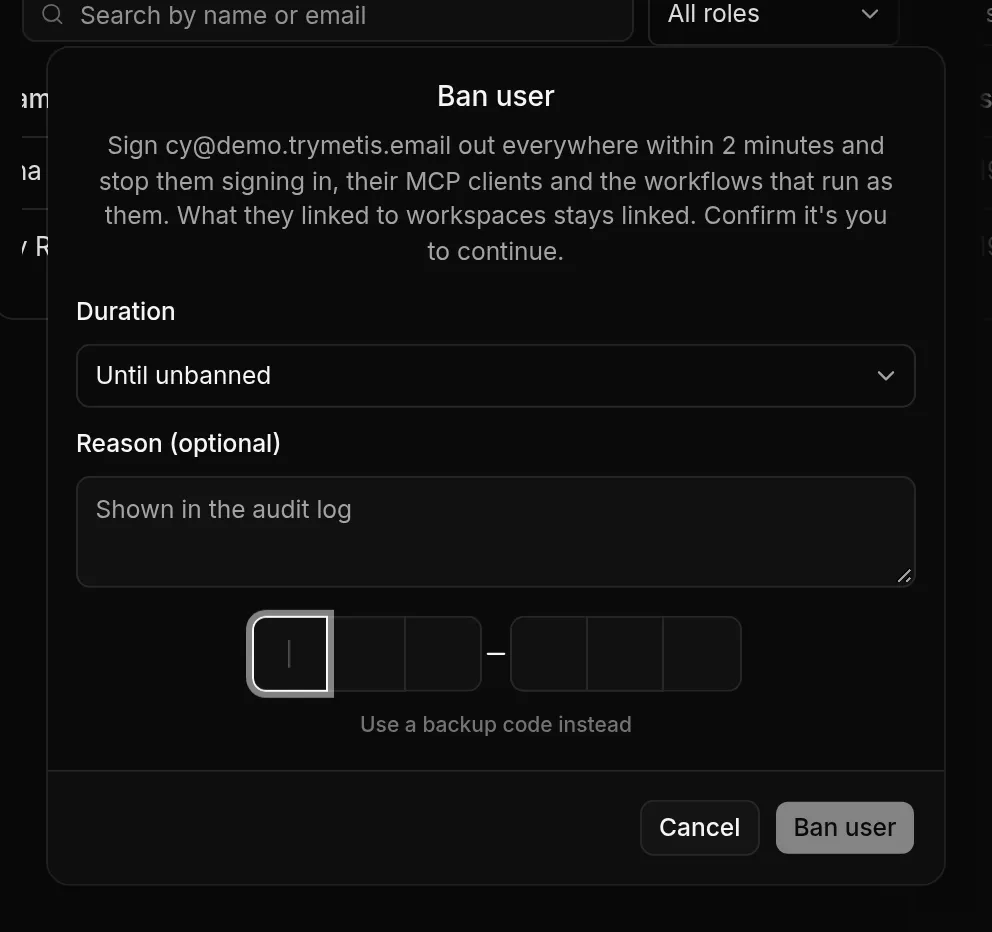 Search by name or email
All roles
Ban user
Sign cy@demo.trymetis.email out everywhere within 2 minutes and
stop them signing in, their MCP clients and the workflows that run as
them. What they linked to workspaces stays linked. Confirm it's you
to continue.
Duration
Until unbanned
Reason (optional)
Shown in the audit log
Use a backup code instead
Cancel
Ban user